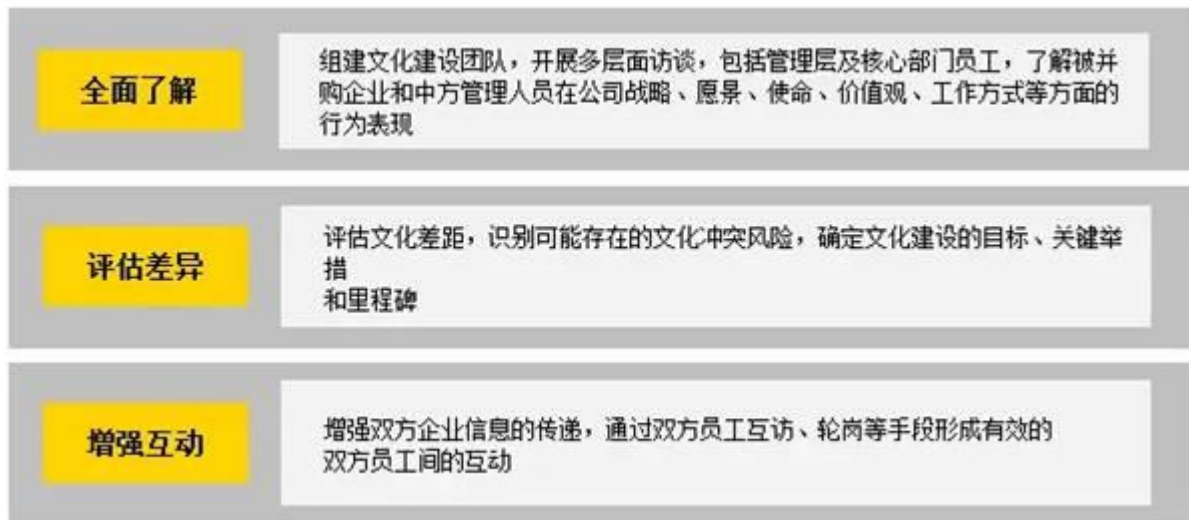 全面了解
组建文化建设团队，开展多层面访谈，包括管理层及核心部门员工，了解被并
购企业和中方管理人员在公司战略、愿景、使命、价值观、工作方式等方面的
行为表现
评估差异
评估文化差距，识别可能存在的文化冲突风险，确定文化建设的目标、关键举
措
和里程碑
增强互动
增强双方企业信息的传递，通过双方员工互访、轮岗等手段形成有效的
双方员工间的互动